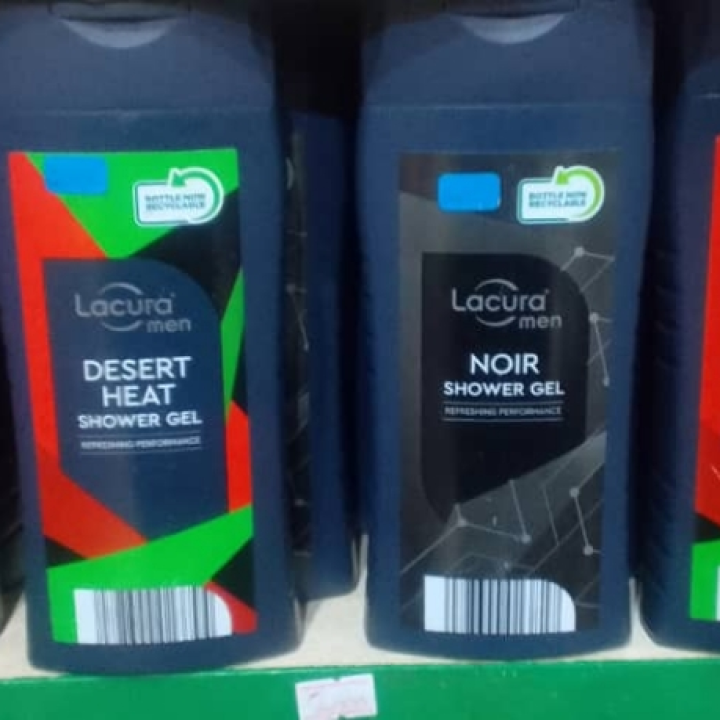 BOTTLE NOW
RECYCLABLE
Lacura
men
DESERT
HEAT
SHOWER GEL
REFRESHING PERFORMANCE
BOTTLE NOW
RECYCLABLE
Lacura
men
NOIR
SHOWER GEL
REFRESHING PERFORMANCE